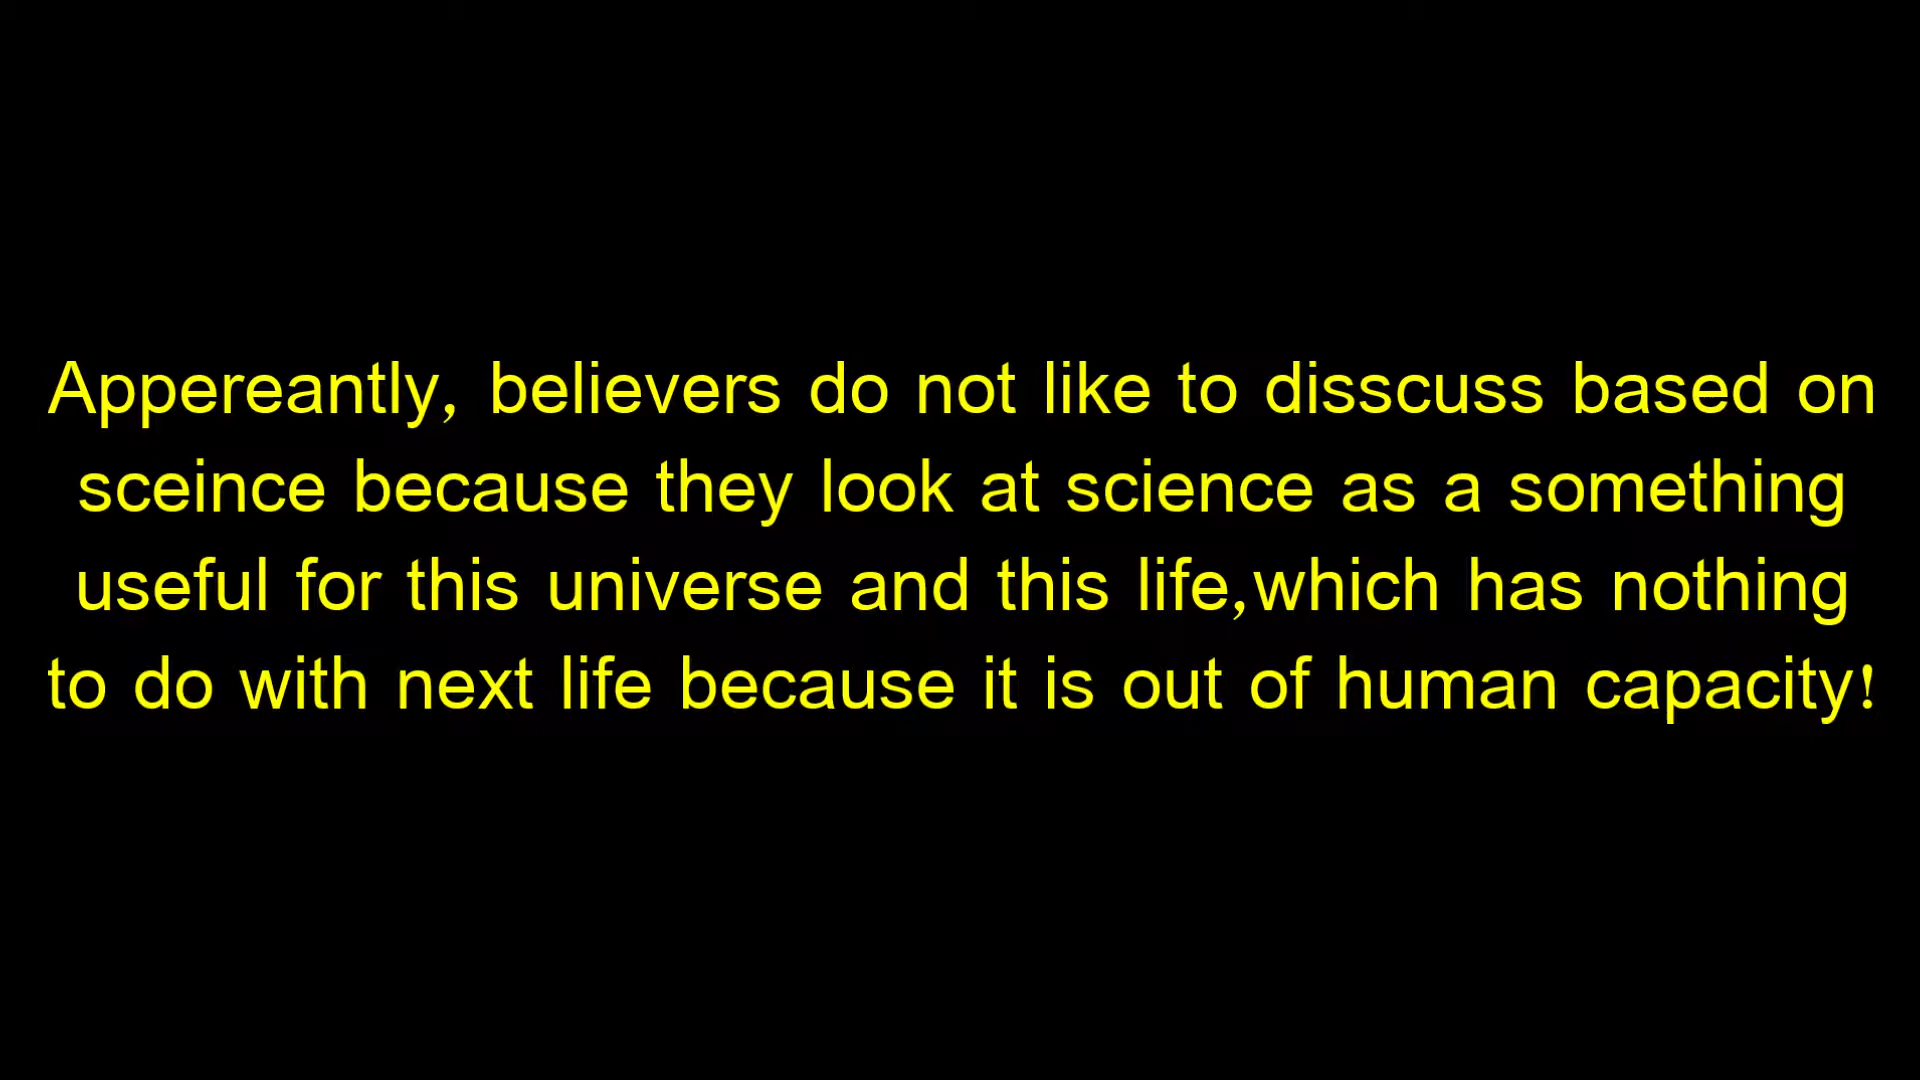 Appereantly, believers do not like to disscuss based on
sceince because they look at science as a something
useful for this universe and this life,which has nothing
to do with next life because it is out of human capacity!